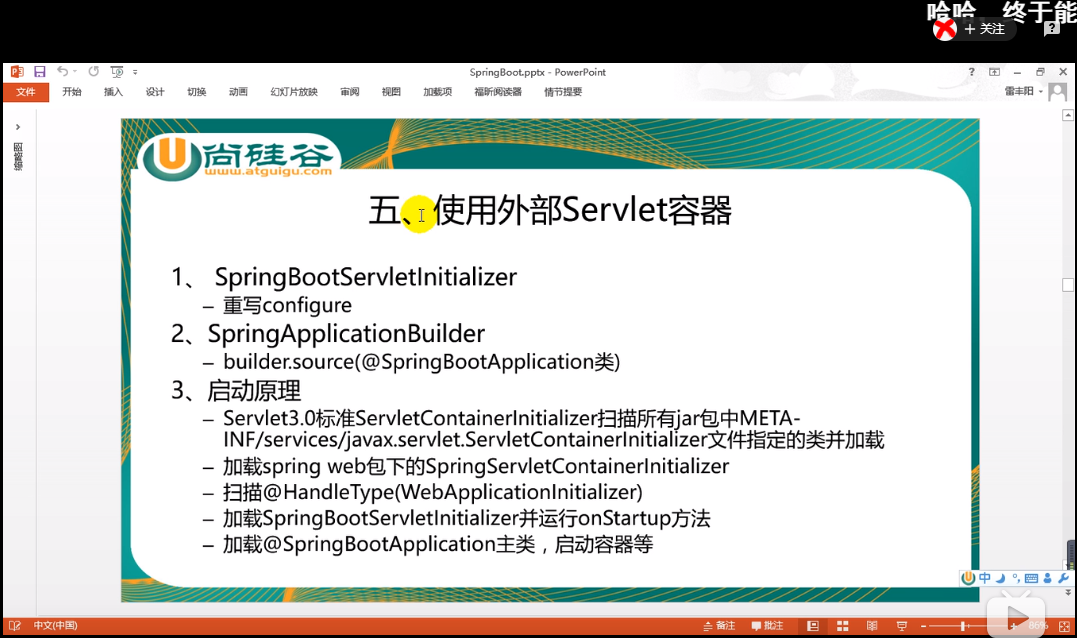 哈哈 终于能
+ 关注
SpringBoot.pptx - PowerPoint
文件 开始 插入 设计 切换 动画 幻灯片放映 审阅 视图 加载项 福昕阅读器 情节提要 雷丰阳
缩略图
尚硅谷
www.atguigu.com
五、使用外部Servlet容器
1、 SpringBootServletInitializer
– 重写configure
2、SpringApplicationBuilder
– builder.source(@SpringBootApplication类)
3、启动原理
– Servlet3.0标准ServletContainerInitializer扫描所有jar包中META-
INF/services/javax.servlet.ServletContainerInitializer文件指定的类并加载
– 加载spring web包下的SpringServletContainerInitializer
– 扫描@HandleType(WebApplicationInitializer)
– 加载SpringBootServletInitializer并运行onStartup方法
– 加载@SpringBootApplication主类，启动容器等
中
中文(中国) 备注 批注 86%